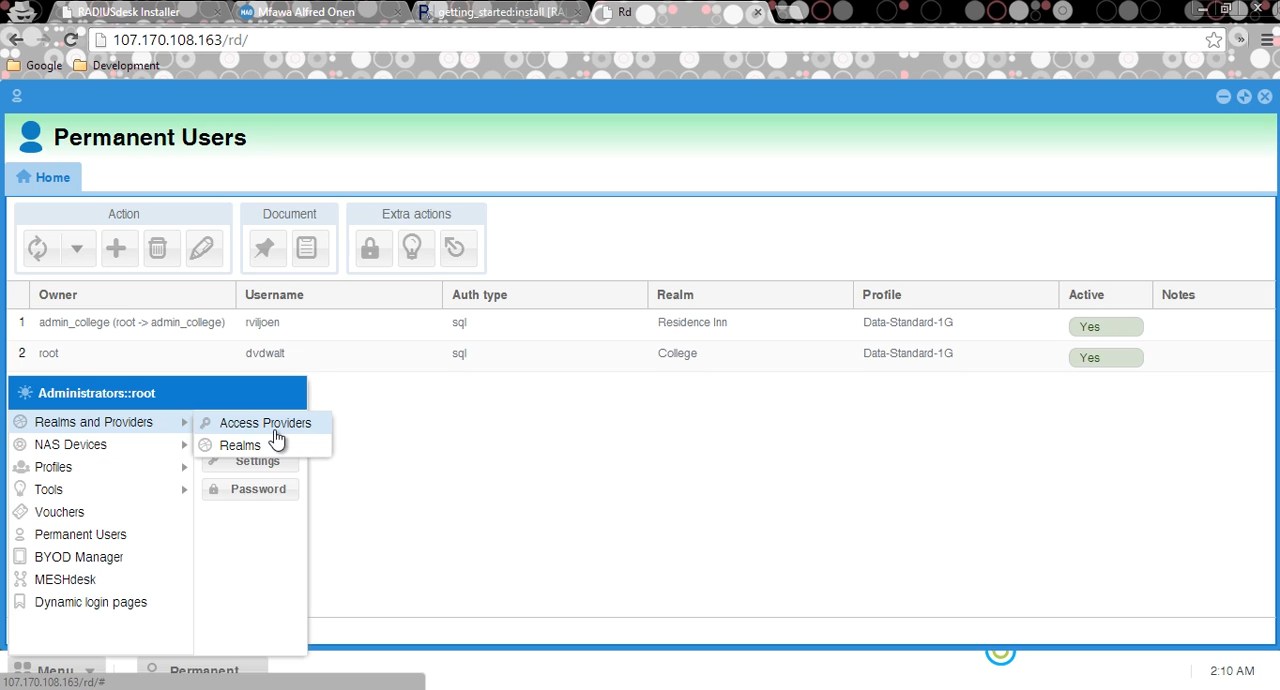 RADIUSdesk Installer
Mfawa Alfred Onen
getting_started:install [RA
Rd
107.170.108.163/rd/
Google
Development
Permanent Users
Home
Action
Document
Extra actions
Owner Username Auth type Realm Profile Active Notes
1 admin_college (root -> admin_college) rviljoen sql Residence Inn Data-Standard-1G Yes
2 root dvdwalt sql College Data-Standard-1G Yes
Administrators::root
Realms and Providers
Access Providers
NAS Devices
Realms
Profiles
Settings
Tools
Password
Vouchers
Permanent Users
BYOD Manager
MESHdesk
Dynamic login pages
Menu
Permanent
2:10 AM
107.170.108.163/rd/#